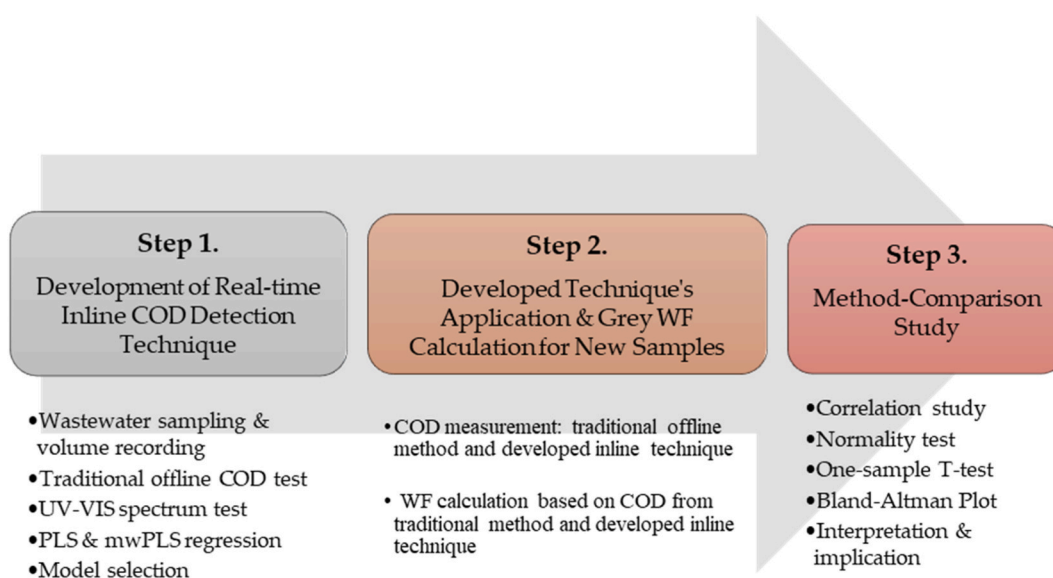 Step 1.
Development of Real-time
Inline COD Detection
Technique
•Wastewater sampling &
volume recording
•Traditional offline COD test
•UV-VIS spectrum test
•PLS & mwPLS regression
•Model selection
Step 2.
Developed Technique's
Application & Grey WF
Calculation for New Samples
•COD measurement: traditional offline
method and developed inline technique
• WF calculation based on COD from
traditional method and developed inline
technique
Step 3.
Method-Comparison
Study
•Correlation study
•Normality test
•One-sample T-test
•Bland-Altman Plot
•Interpretation &
implication